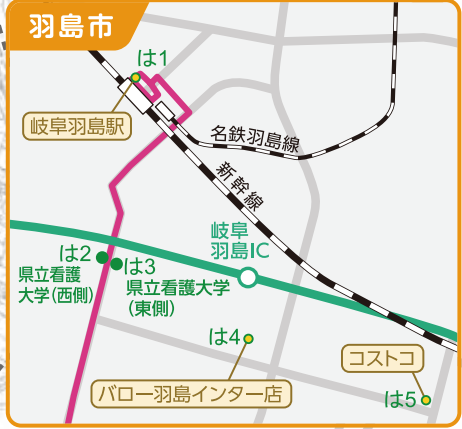 羽島市
は1
岐阜羽島駅
名鉄羽島線
新幹線
岐阜
羽島IC
は2
県立看護
大学(西側)
は3
県立看護大学
(東側)
は4
バロー羽島インター店
コストコ
は5